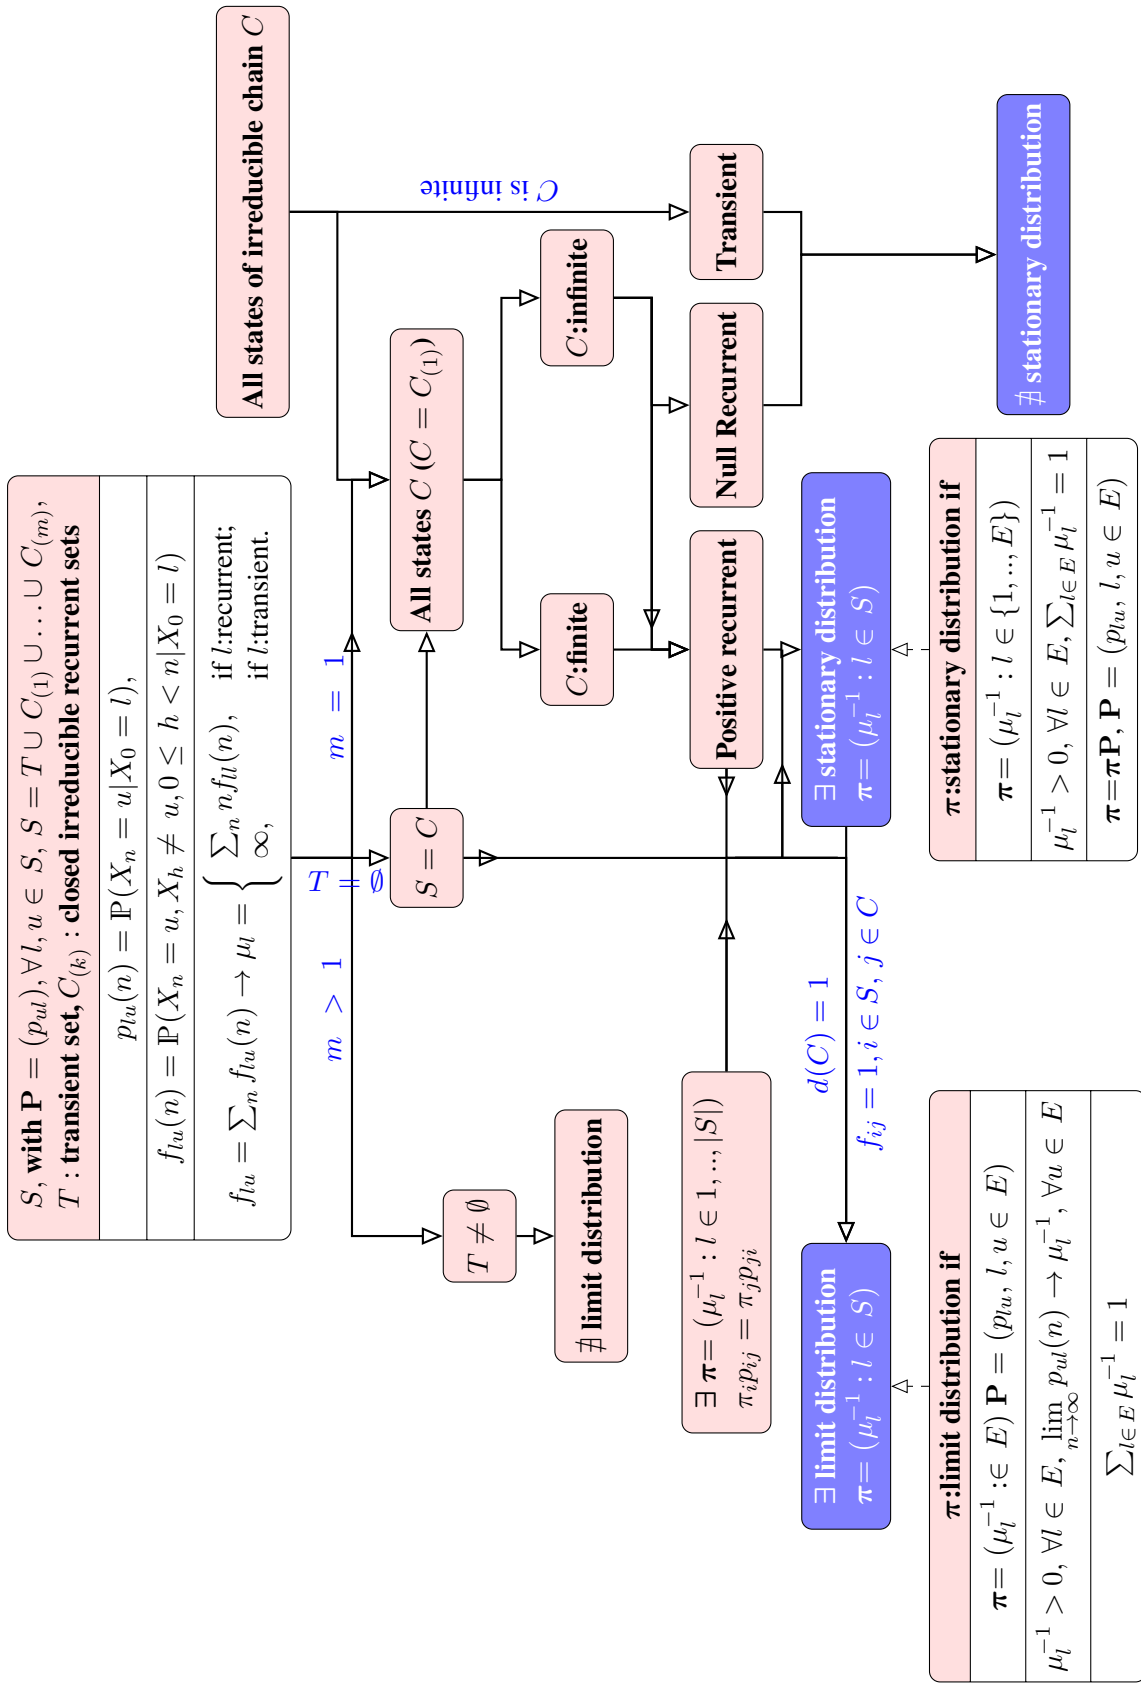 S, with P = (p_{ul}), ∀l, u ∈ S, S = T ∪ C_{(1)} ∪ … ∪ C_{(m)},
T : transient set, C_{(k)} : closed irreducible recurrent sets
p_{lu}(n) = ℙ(X_n = u|X_0 = l),
f_{lu}(n) = ℙ(X_n = u, X_h ≠ u, 0 ≤ h < n|X_0 = l)
f_{lu} = ∑_n f_{lu}(n) → μ_l = { ∑_n n f_{ll}(n), if l:recurrent;
∞, if l:transient.
All states of irreducible chain C
m > 1
T = ∅
m = 1
C is infinite
T ≠ ∅
S = C
All states C (C = C_{(1)})
∄ limit distribution
C:finite
C:infinite
∃ π= (μ_l^{−1} : l ∈ 1, .., |S|)
π_i p_{ij} = π_j p_{ji}
Positive recurrent
Null Recurrent
Transient
d(C) = 1
f_{ij} = 1, i ∈ S, j ∈ C
∃ limit distribution
π= (μ_l^{−1} : l ∈ S)
∃ stationary distribution
π= (μ_l^{−1} : l ∈ S)
∄ stationary distribution
π:limit distribution if
π= (μ_l^{−1} :∈ E) P = (p_{lu}, l, u ∈ E)
μ_l^{−1} > 0, ∀l ∈ E, lim_{n→∞} p_{ul}(n) → μ_l^{−1}, ∀u ∈ E
∑_{l∈E} μ_l^{−1} = 1
π:stationary distribution if
π= (μ_l^{−1} : l ∈ {1, .., E})
μ_l^{−1} > 0, ∀l ∈ E, ∑_{l∈E} μ_l^{−1} = 1
π=πP, P = (p_{lu}, l, u ∈ E)